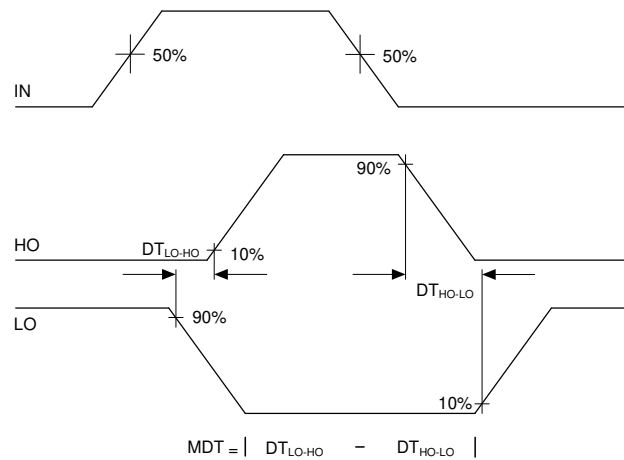 50%
50%
IN
90%
HO
DT_LO-HO
10%
DT_HO-LO
LO
90%
10%
MDT = | DT_LO-HO – DT_HO-LO |